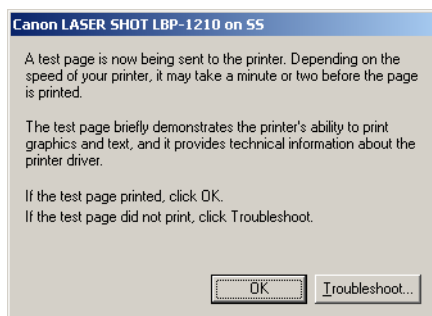 Canon LASER SHOT LBP-1210 on SS
A test page is now being sent to the printer. Depending on the
speed of your printer, it may take a minute or two before the page
is printed.
The test page briefly demonstrates the printer's ability to print
graphics and text, and it provides technical information about the
printer driver.
If the test page printed, click OK.
If the test page did not print, click Troubleshoot.
OK Troubleshoot...